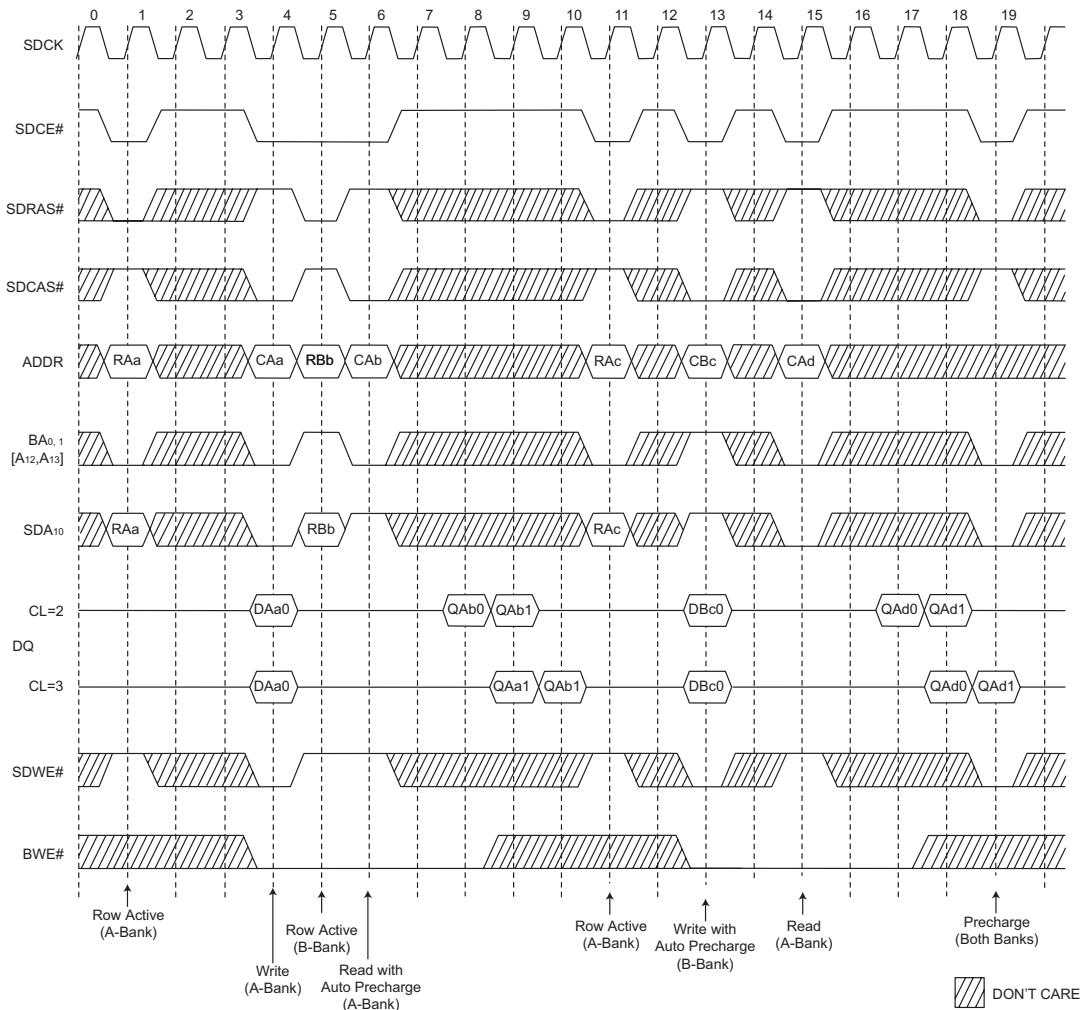 0 1 2 3 4 5 6 7 8 9 10 11 12 13 14 15 16 17 18 19
SDCK
SDCE#
SDRAS#
SDCAS#
ADDR RAa CAa RBb CAb RAc CBc CAd
BA0, 1
[A12,A13]
SDA10 RAa RBb RAc
CL=2 DAa0 QAb0 QAb1 DBc0 QAd0 QAd1
DQ
CL=3 DAa0 QAa1 QAb1 DBc0 QAd0 QAd1
SDWE#
BWE#
Row Active
(A-Bank)
Write
(A-Bank)
Row Active
(B-Bank)
Read with
Auto Precharge
(A-Bank)
Row Active
(A-Bank)
Write with
Auto Precharge
(B-Bank)
Read
(A-Bank)
Precharge
(Both Banks)
DON'T CARE